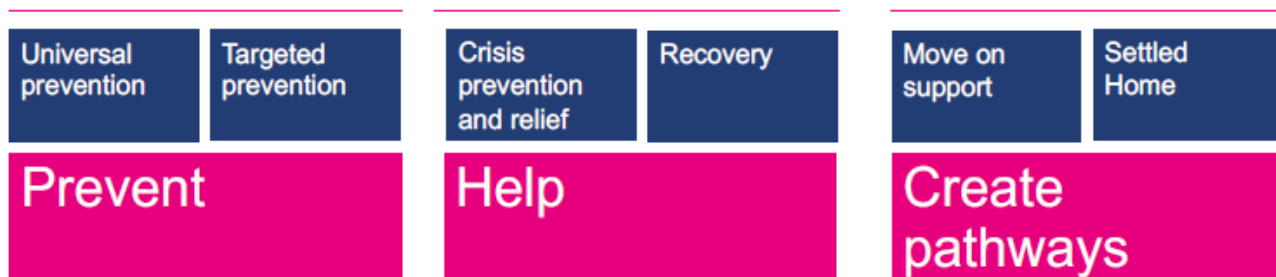 Universal
prevention
Targeted
prevention
Crisis
prevention
and relief
Recovery
Move on
support
Settled
Home
Prevent
Help
Create
pathways